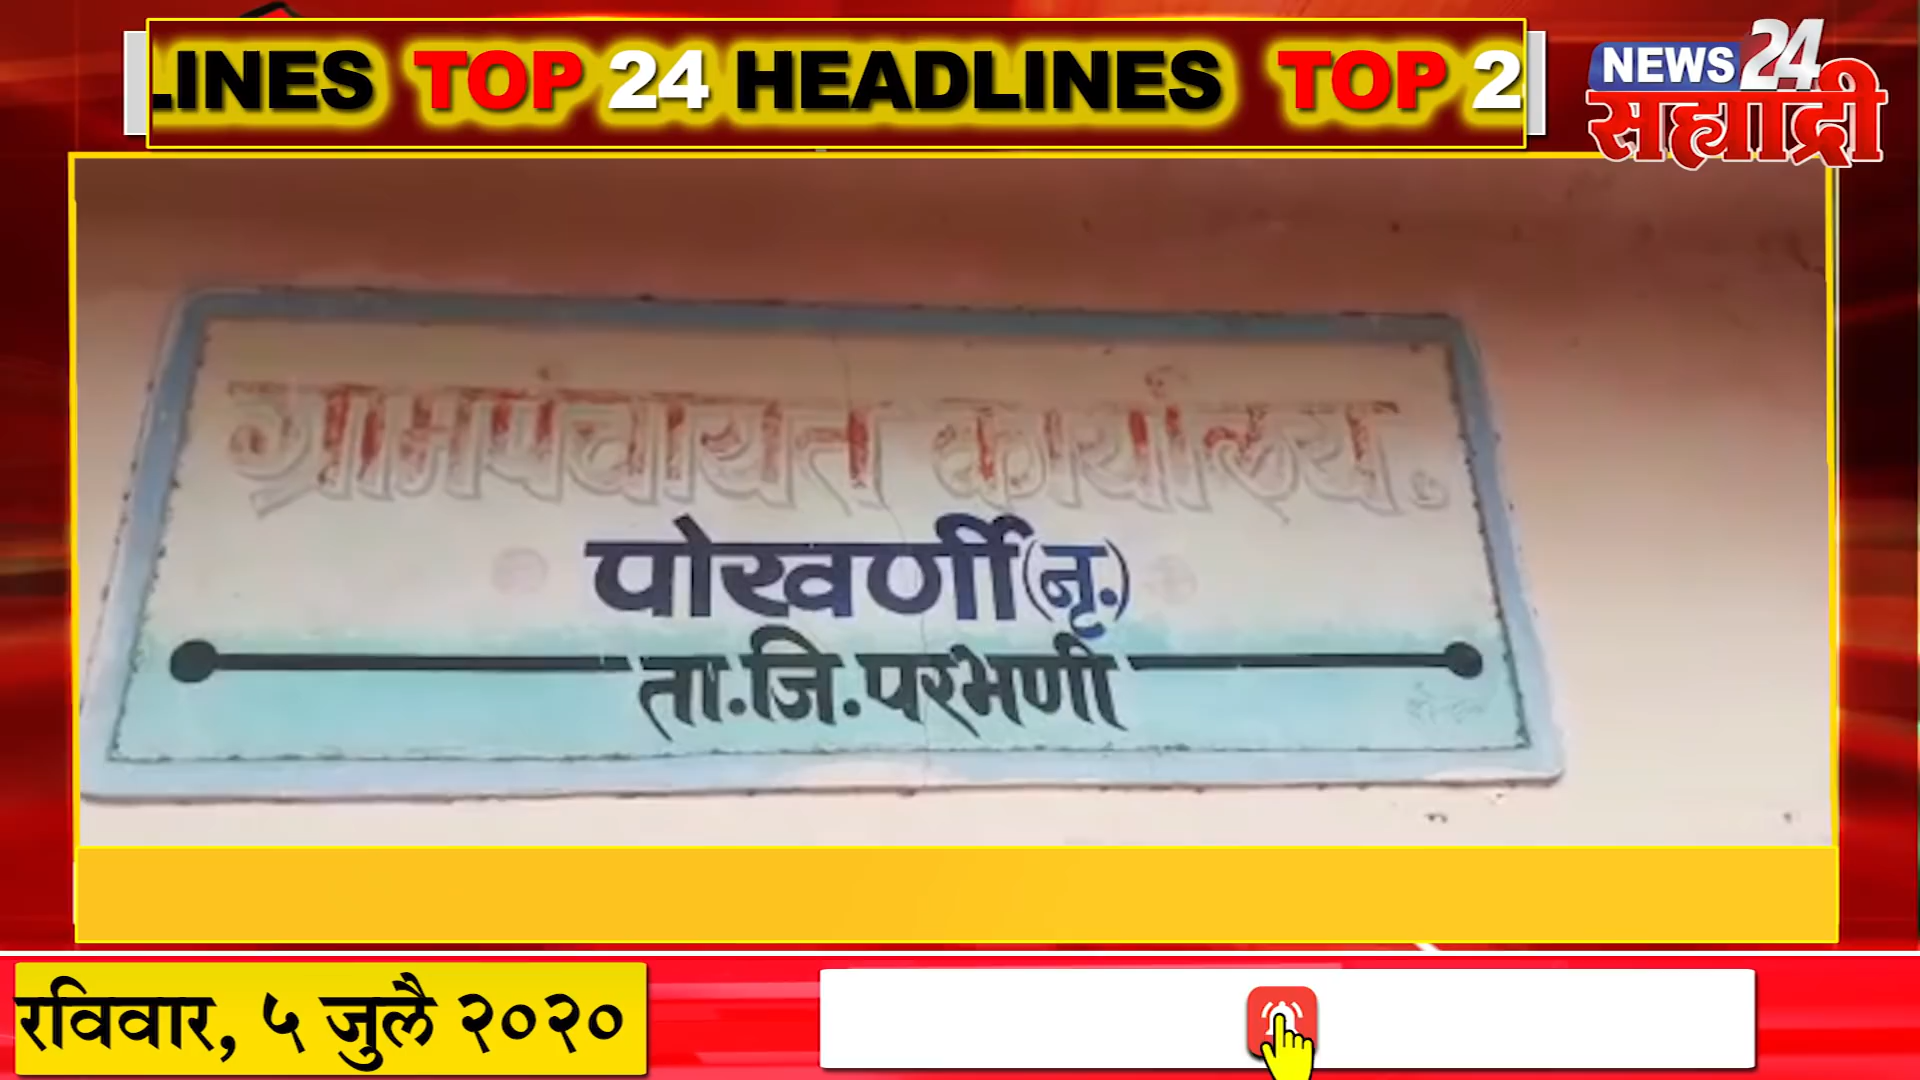 LINES TOP 24 HEADLINES TOP 2
NEWS 24
सह्याद्री
ग्रामपंचायत कार्यालय.
पोखर्णी (नृ.)
ता.जि.परभणी
रविवार, ५ जुलै २०२०